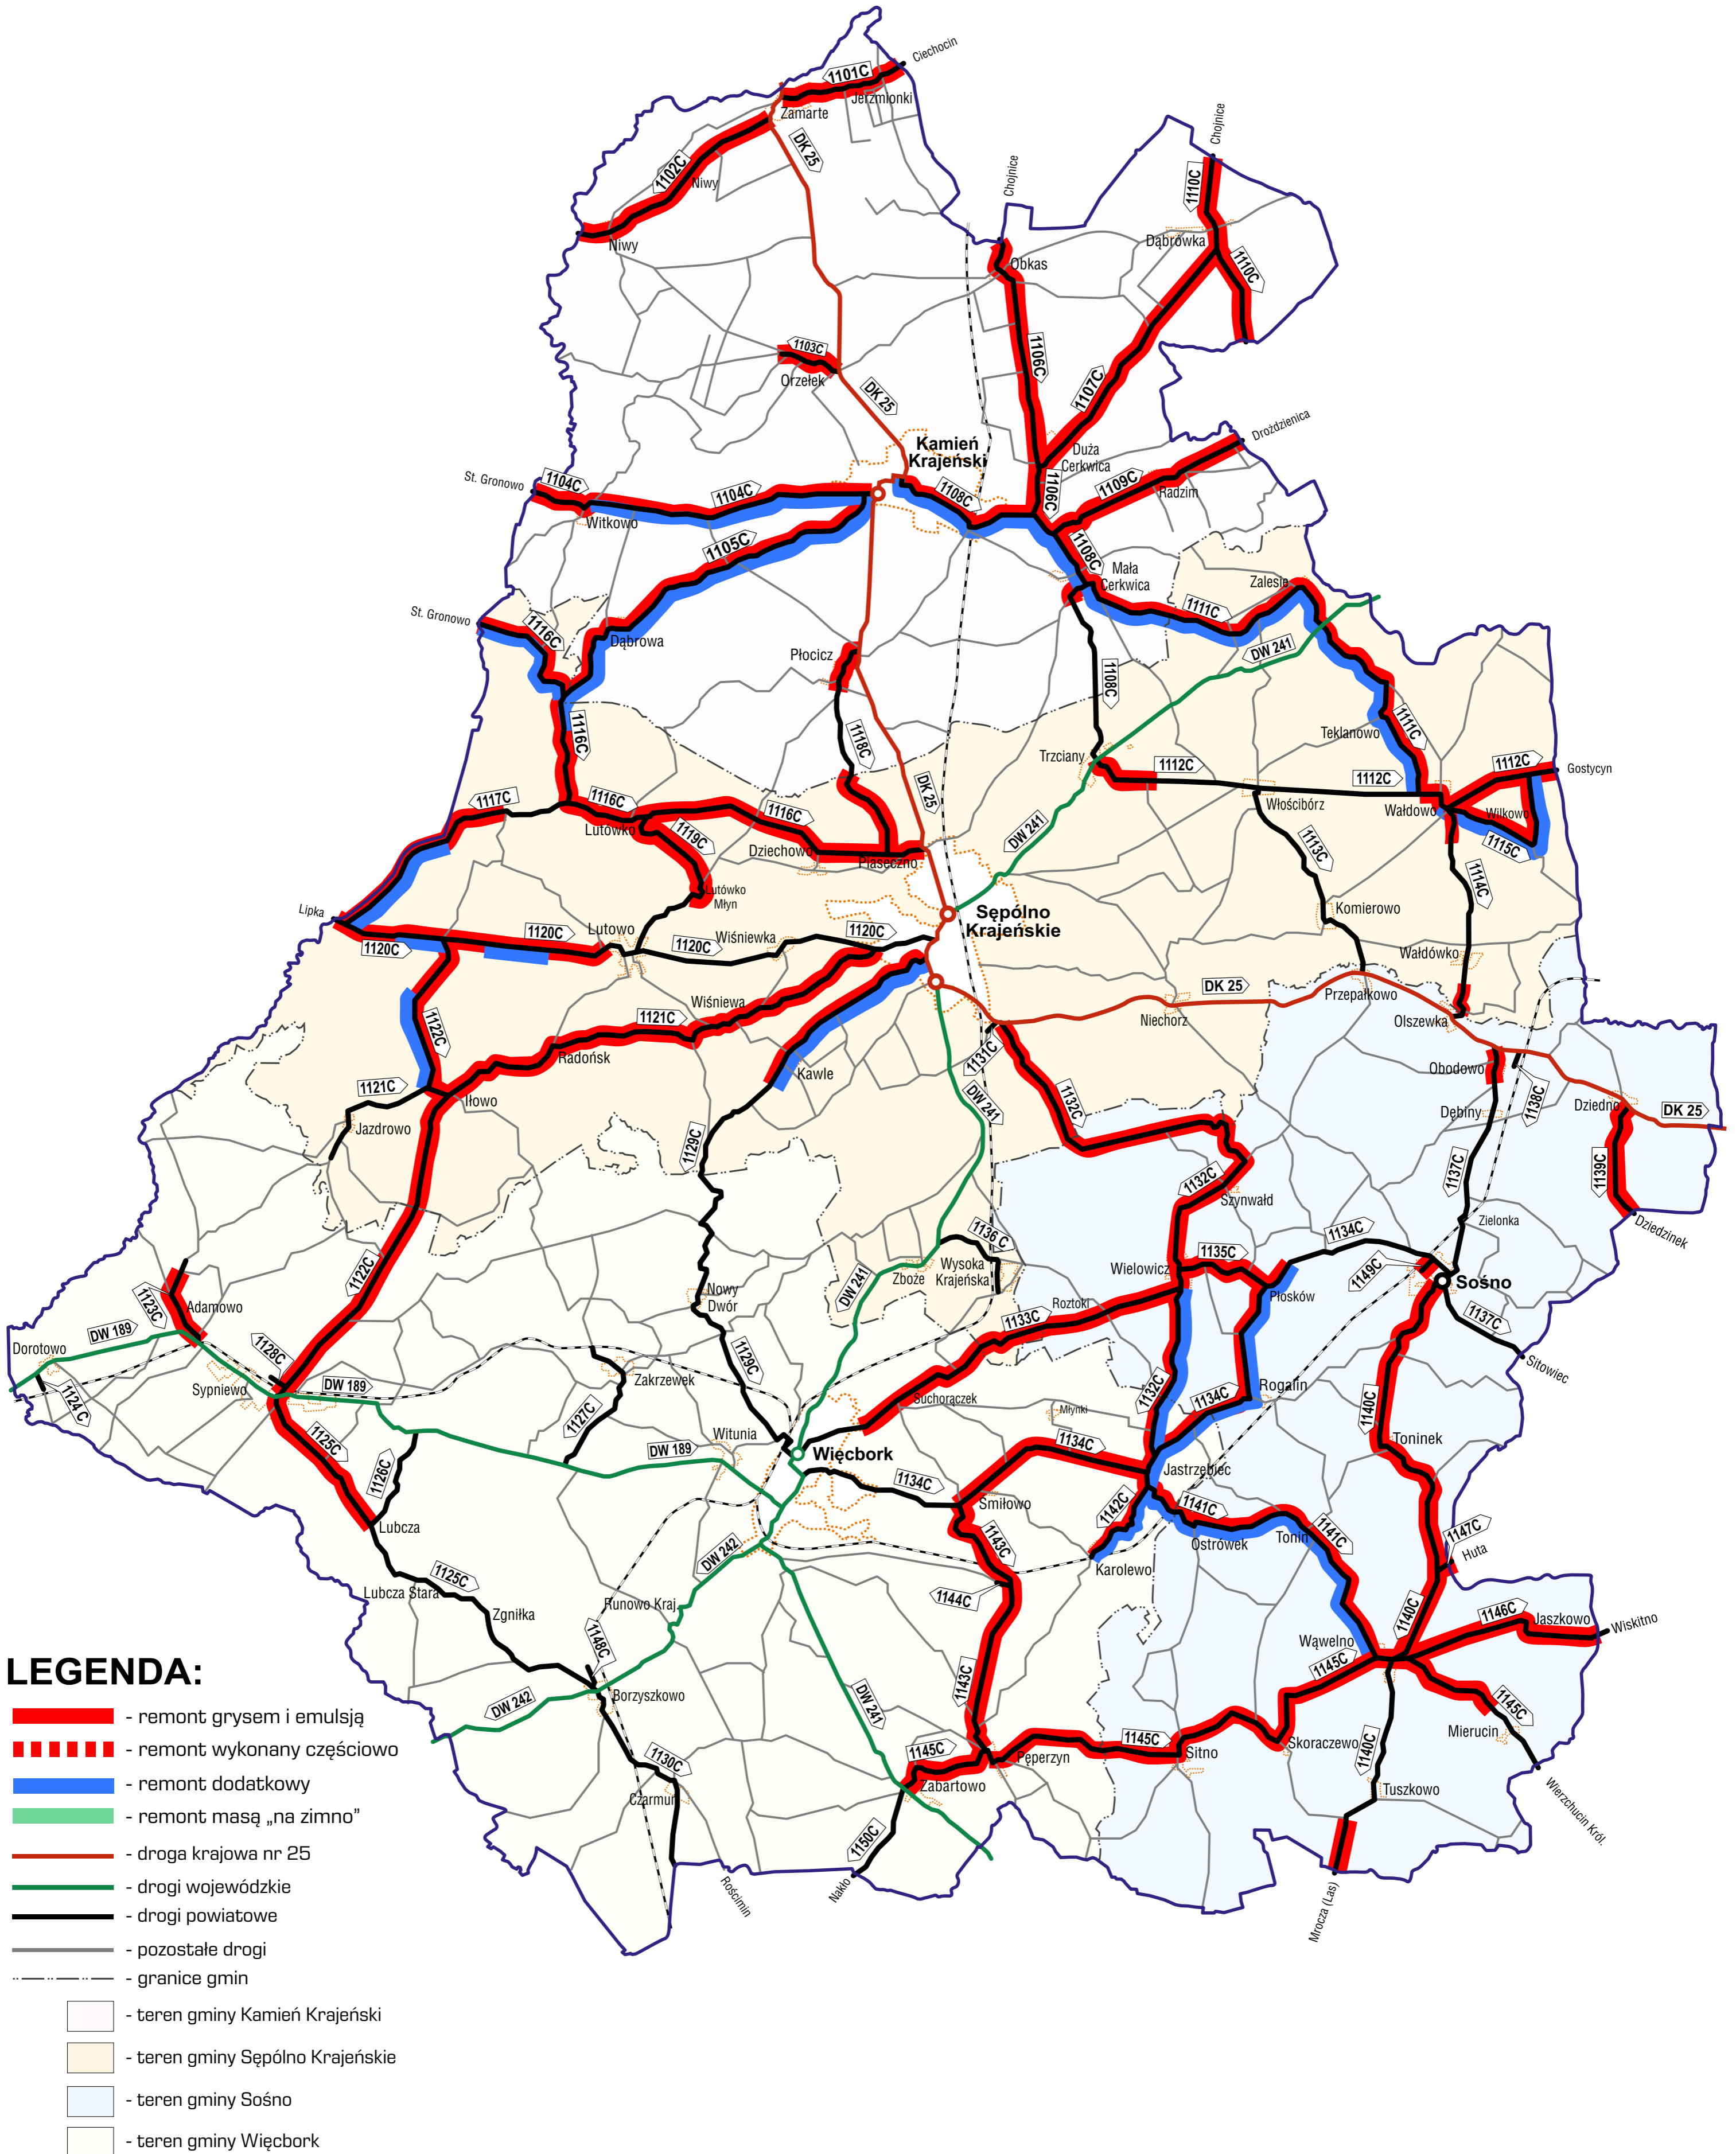 Ciechocin
1101C
Jerzmionki
Zamarte
DK 25
1102C
Niwy
Niwy
Chojnice
Chojnice
1110C
Dąbrówka
1110C
Obkas
1103C
Orzełek
1106C
1107C
DK 25
Kamień
Krajeński
Duża
Cerkwica
Drożdzienica
St. Gronowo
1104C
1104C
1108C
1106C
1109C
Radzim
Witkowo
1105C
1108C
Mała
Cerkwica
Zalesie
1111C
St. Gronowo
1116C
Dąbrowa
DW 241
Płocicz
1108C
1116C
1118C
1111C
Teklanowo
Trzciany
1112C
1112C
1112C
Gostycyn
DK 25
1117C
1116C
1116C
Włościbórz
Wałdowo
Wilkowo
Lutówko
1119C
DW 241
Dziechowo
Piaseczno
1113C
1115C
1114C
Lutówko
Młyn
Lipka
Sępólno
Krajeńskie
Komierowo
1120C
1120C
Lutowo
1120C
Wiśniewka
1120C
Wałdówko
DK 25
Przepałkowo
Wiśniewa
1121C
Niechorz
Olszewka
1122C
Radońsk
1131C
Kawle
Obodowo
1138C
1121C
Iłowo
DW 241
1132C
Dębiny
Dziedno
DK 25
Jazdrowo
1129C
1137C
1139C
1132C
Szynwałd
Zielonka
Dziedzinek
1136 C
1134C
1122C
Wysoka
Krajeńska
Zboże
Wielowicz
1135C
1149C
Sośno
1123C
Adamowo
Nowy
Dwór
DW 241
Roztoki
1133C
Płosków
1137C
DW 189
Dorotowo
1128C
1129C
Sitowiec
1124 C
Sypniewo
DW 189
Zakrzewek
Suchorączek
1132C
1134C
Rogalin
1140C
1127C
Młynki
1125C
Witunia
DW 189
Więcbork
1134C
Toninek
1126C
1134C
Jastrzębiec
Śmiłowo
1142C
1141C
Lubcza
1143C
Ostrówek
Tonin
1141C
1147C
Huta
DW 242
Karolewo
1125C
Lubcza Stara
1144C
Zgniłka
Runowo Kraj.
1140C
1146C
Jaszkowo
Wiskitno
1148C
Wąwelno
1145C
1143C
DW 242
Borzyszkowo
DW 241
1145C
Mierucin
1145C
1145C
Skoraczewo
1130C
Pęperzyn
Sitno
1140C
Zabartowo
Tuszkowo
Czarmuń
Wierzchucin Król.
1150C
Nakło
Rościmin
Mrocza (Las)
LEGENDA:
- remont grysem i emulsją
- remont wykonany częściowo
- remont dodatkowy
- remont masą „na zimno”
- droga krajowa nr 25
- drogi wojewódzkie
- drogi powiatowe
- pozostałe drogi
- granice gmin
- teren gminy Kamień Krajeński
- teren gminy Sępólno Krajeńskie
- teren gminy Sośno
- teren gminy Więcbork